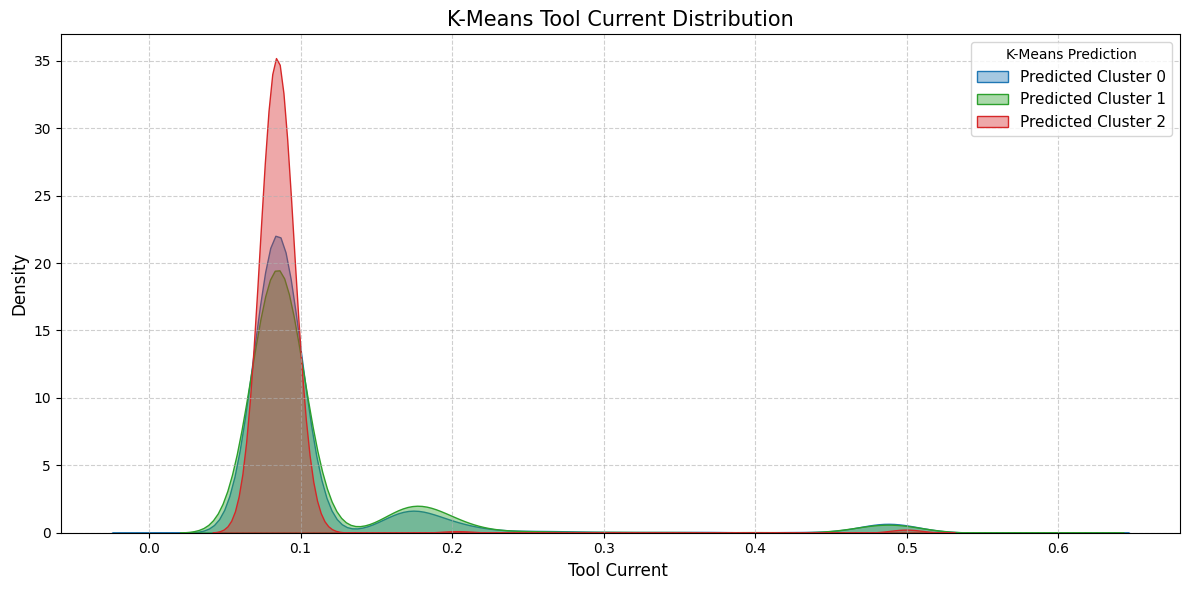 K-Means Tool Current Distribution
K-Means Prediction
Predicted Cluster 0
Predicted Cluster 1
Predicted Cluster 2
Density
35
30
25
20
15
10
5
0
0.0 0.1 0.2 0.3 0.4 0.5 0.6
Tool Current